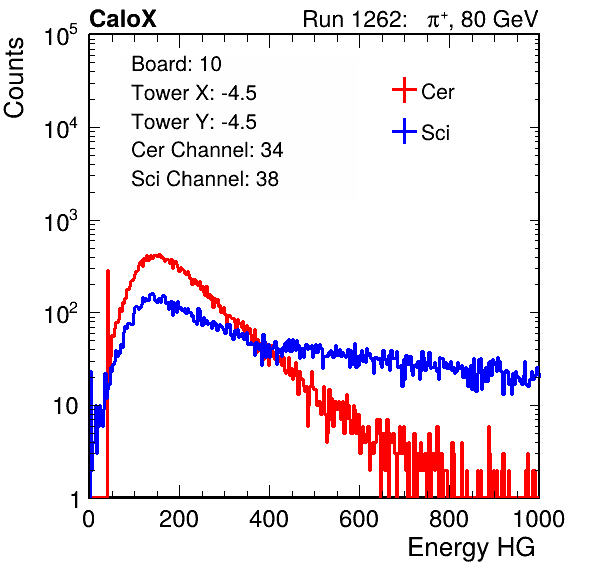 CaloX Run 1262: π⁺, 80 GeV
Counts
10⁵
10⁴
10³
10²
10
1
Board: 10
Tower X: -4.5
Tower Y: -4.5
Cer Channel: 34
Sci Channel: 38
Cer
Sci
0 200 400 600 800 1000
Energy HG